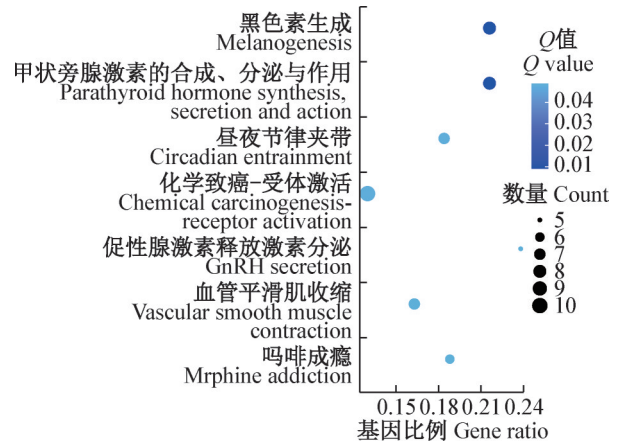 黑色素生成
Melanogenesis
甲状旁腺激素的合成、分泌与作用
Parathyroid hormone synthesis,
secretion and action
昼夜节律夹带
Circadian entrainment
化学致癌-受体激活
Chemical carcinogenesis-
receptor activation
促性腺激素释放激素分泌
GnRH secretion
血管平滑肌收缩
Vascular smooth muscle
contraction
吗啡成瘾
Mrphine addiction
0.15 0.18 0.21 0.24
基因比例 Gene ratio
Q值
Q value
0.04
0.03
0.02
0.01
数量 Count
5
6
7
8
9
10